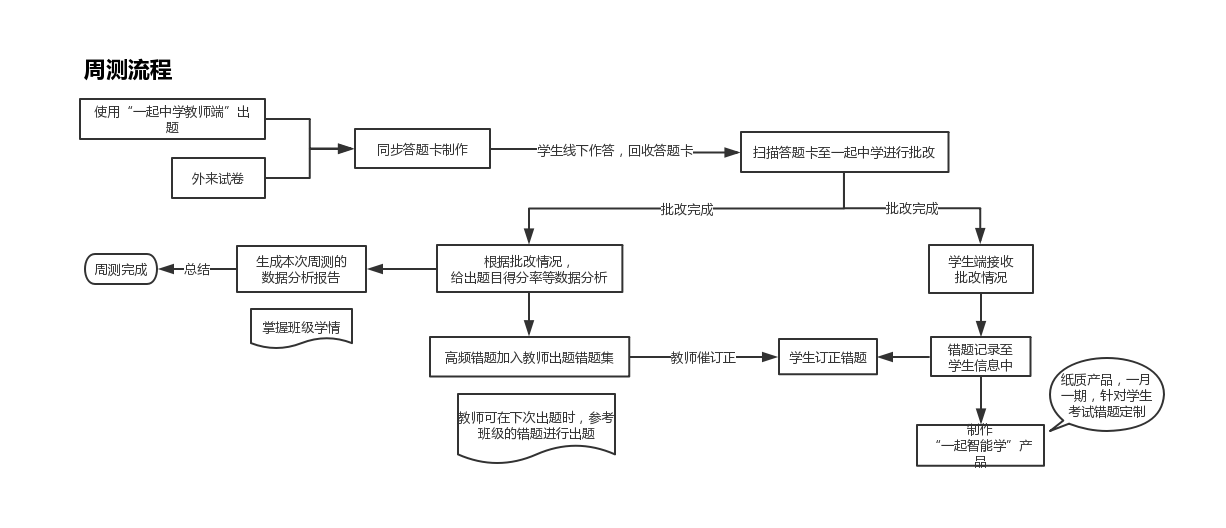 周测流程
使用“一起中学教师端”出
题
外来试卷
同步答题卡制作
学生线下作答，回收答题卡
扫描答题卡至一起中学进行批改
批改完成
批改完成
周测完成
总结
生成本次周测的
数据分析报告
根据批改情况，
给出题目得分率等数据分析
学生端接收
批改情况
掌握班级学情
高频错题加入教师出题错题集
教师催订正
学生订正错题
错题记录至
学生信息中
纸质产品，一月
一期，针对学生
考试错题定制
教师可在下次出题时，参考
班级的错题进行出题
制作
“一起智能学”产
品